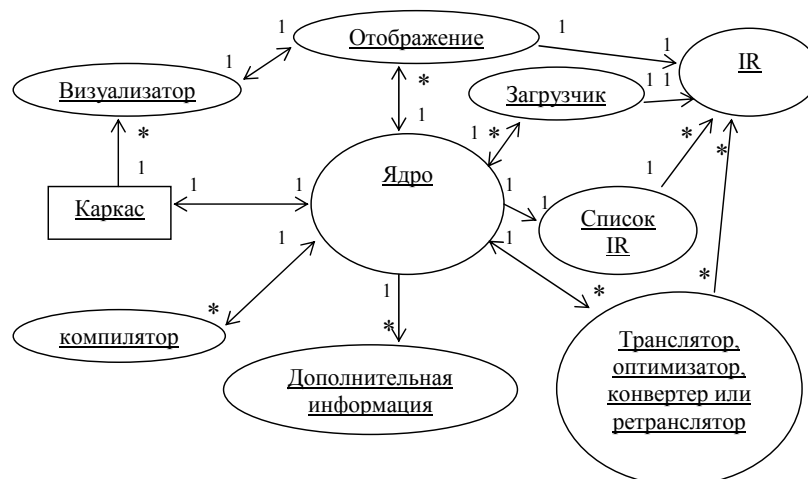 1
Отображение
1
1
1
IR
Визуализатор
*
Загрузчик
1 1
*
1
1
*
*
*
1
Ядро
1
1
1
1
1
Каркас
Список
IR
1
1
*
*
*
1
компилятор
*
Транслятор,
оптимизатор,
конвертер или
ретранслятор
Дополнительная
информация